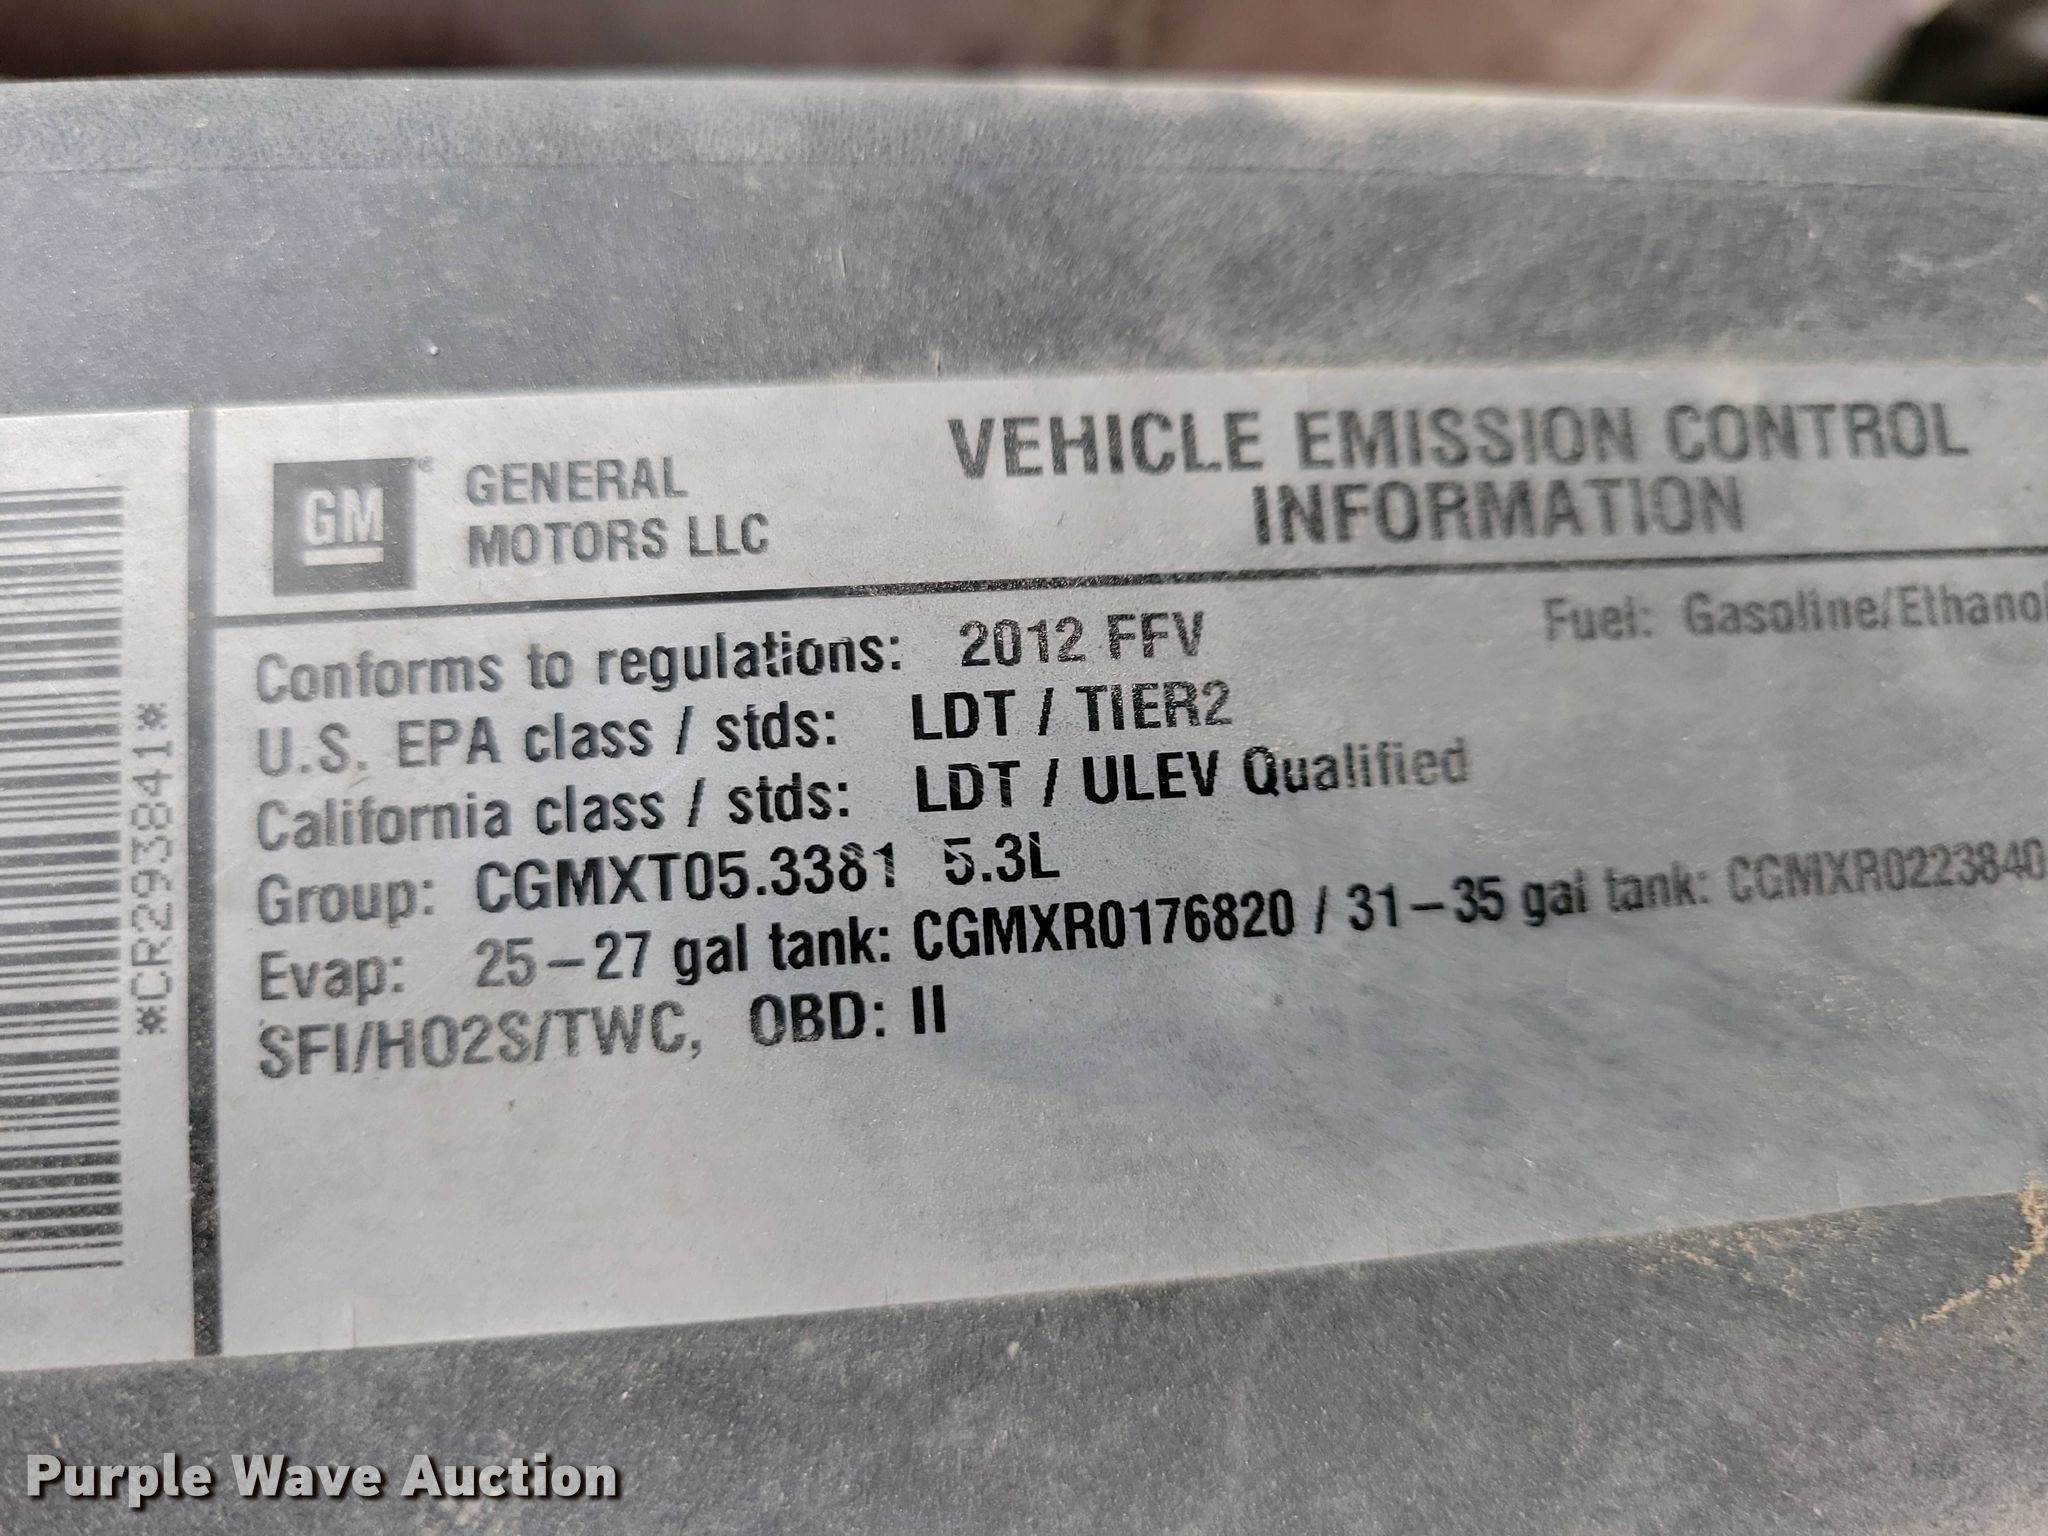 *CR293841*
GM
GENERAL
MOTORS LLC
VEHICLE EMISSION CONTROL
INFORMATION
Conforms to regulations: 2012 FFV
Fuel: Gasoline/Ethanol
U.S. EPA class / stds: LDT / TIER2
California class / stds: LDT / ULEV Qualified
Group: CGMXT05.3381 5.3L
Evap: 25-27 gal tank: CGMXR0176820 / 31-35 gal tank: CGMXR0223840
SFI/HO2S/TWC, OBD: II
Purple Wave Auction